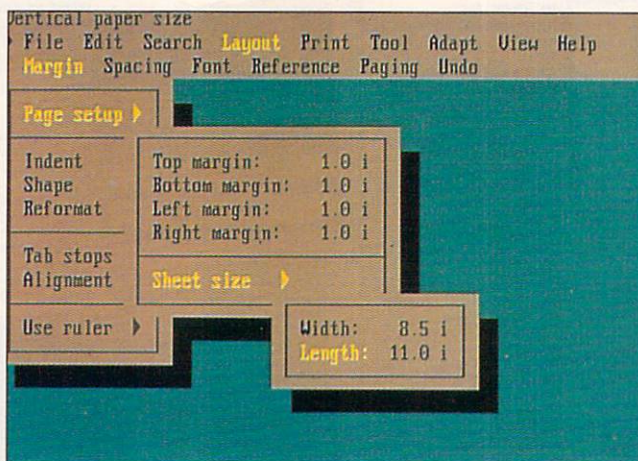 Vertical paper size
File Edit Search Layout Print Tool Adapt View Help
Margin Spacing Font Reference Paging Undo
Page setup
Indent
Shape
Reformat
Tab stops
Alignment
Use ruler
Top margin: 1.0 i
Bottom margin: 1.0 i
Left margin: 1.0 i
Right margin: 1.0 i
Sheet size
Width: 8.5 i
Length: 11.0 i